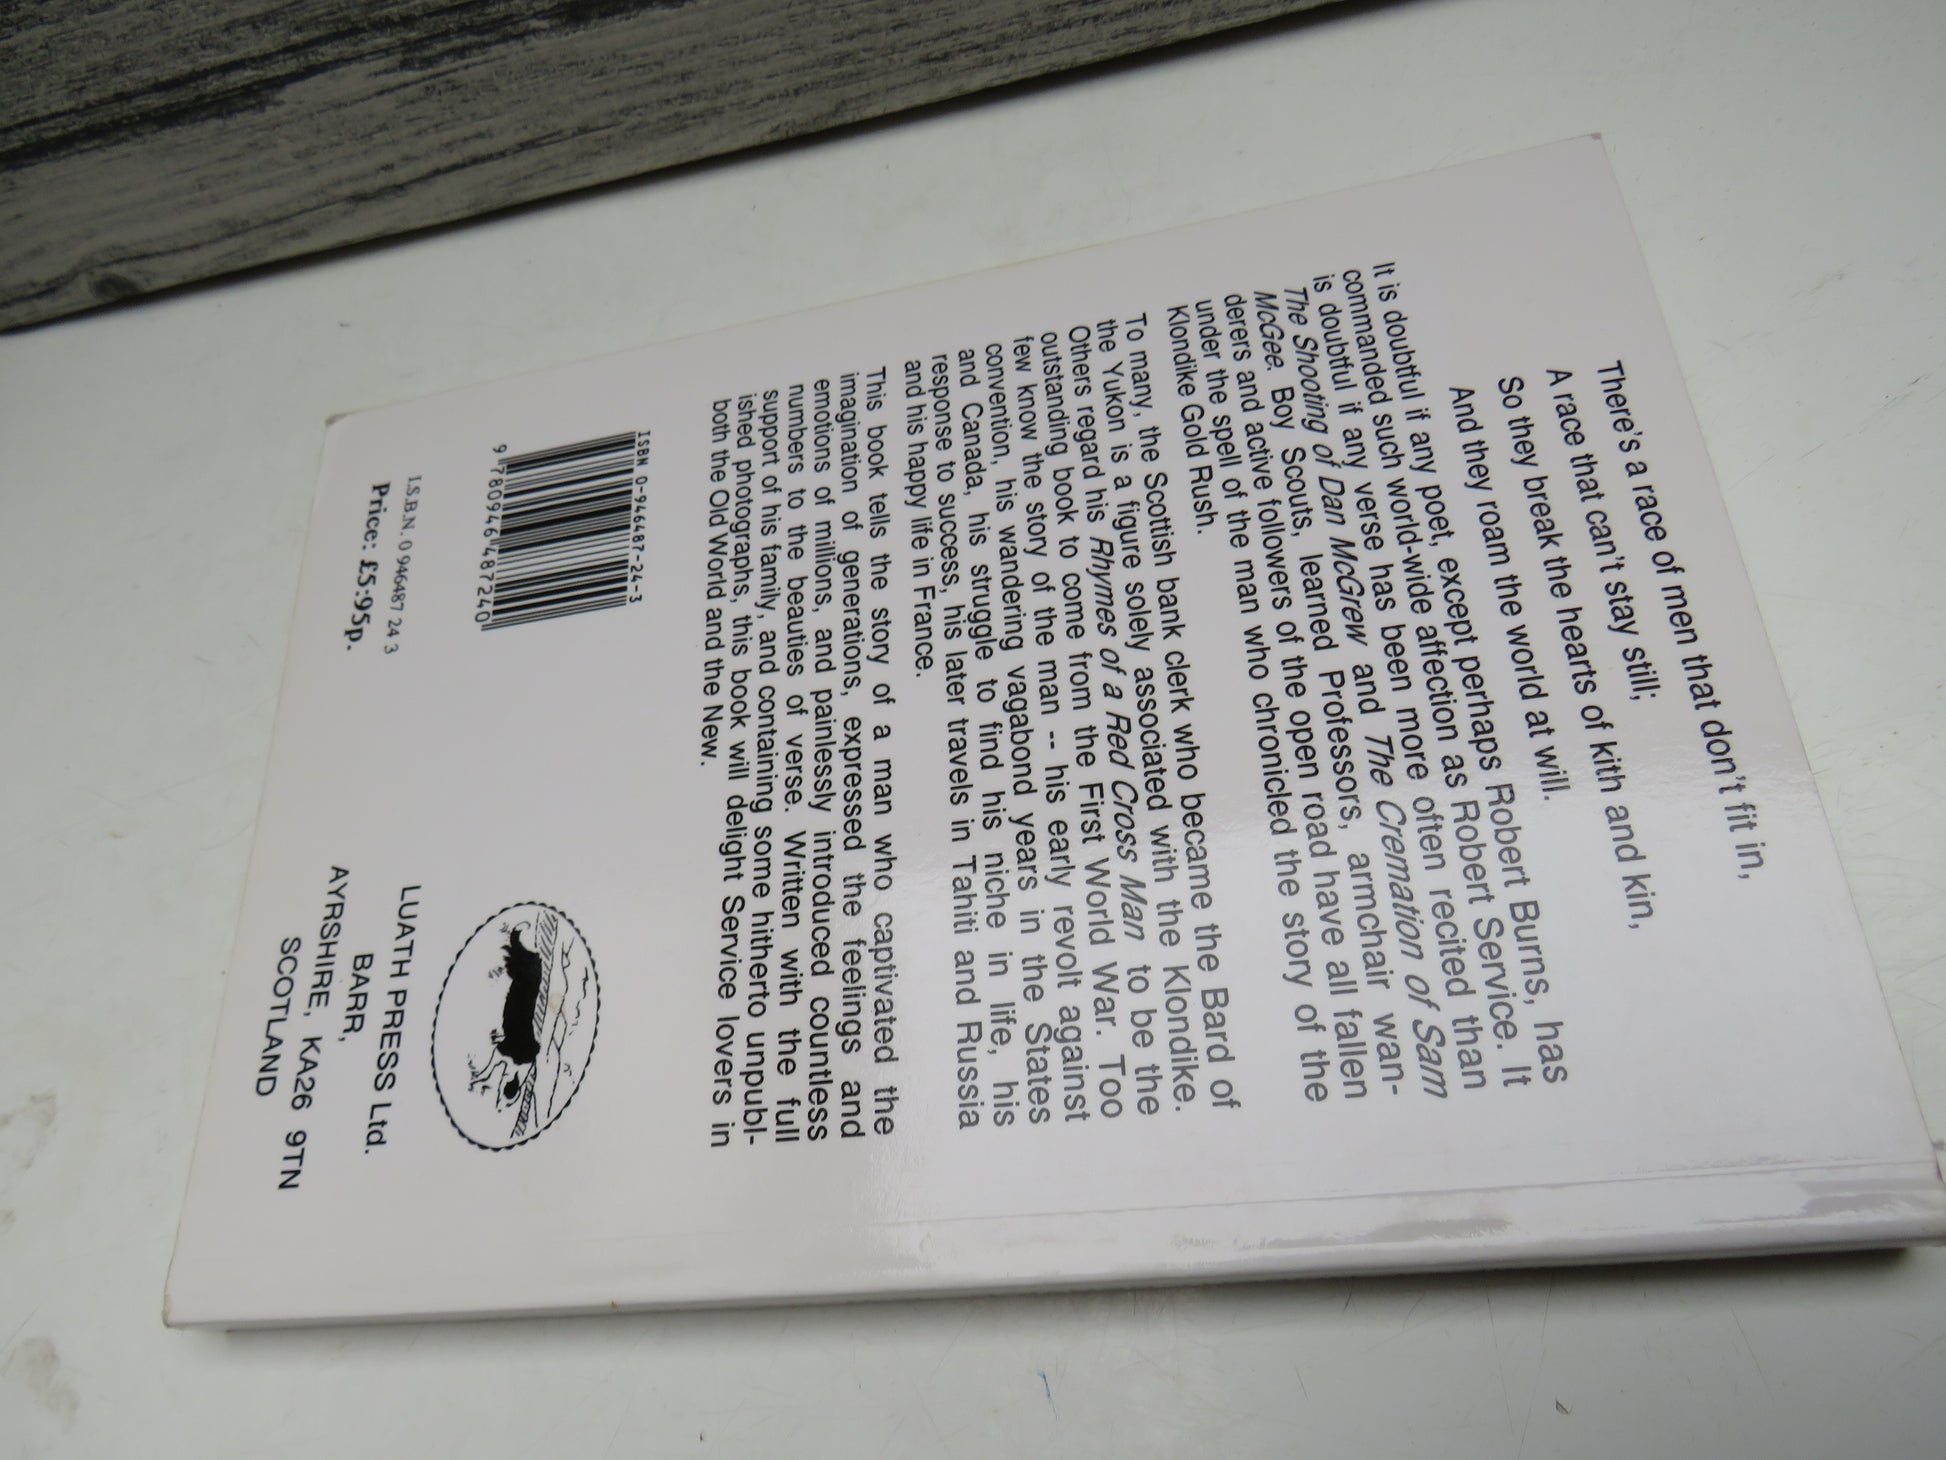 There's a race of men that don't fit in,
A race that can't stay still;
So they break the hearts of kith and kin,
And they roam the world at will.
It is doubtful if any poet, except perhaps Robert Burns, has
commanded such world-wide affection as Robert Service. It
is doubtful if any verse has been more often recited than
The Shooting of Dan McGrew and The Cremation of Sam
McGee. Boy Scouts, learned Professors, armchair wan-
derers and active followers of the open road have all fallen
under the spell of the man who chronicled the story of the
Klondike Gold Rush.
To many, the Scottish bank clerk who became the Bard of
the Yukon is a figure solely associated with the Klondike.
Others regard his Rhymes of a Red Cross Man to be the
outstanding book to come from the First World War. Too
few know the story of the man -- his early revolt against
convention, his wandering vagabond years in the States
and Canada, his struggle to find his niche in life, his
response to success, his later travels in Tahiti and Russia
and his happy life in France.
This book tells the story of a man who captivated the
imagination of generations, expressed the feelings and
emotions of millions, and painlessly introduced countless
numbers to the beauties of verse. Written with the full
support of his family, and containing some hitherto unpubl-
ished photographs, this book will delight Service lovers in
both the Old World and the New.
ISBN 0-946487-24-3
9 780946 487240
I.S.B.N. 0 946487 24 3
Price: £5:95p.
LUATH PRESS Ltd.
BARR,
AYRSHIRE, KA26 9TN
SCOTLAND